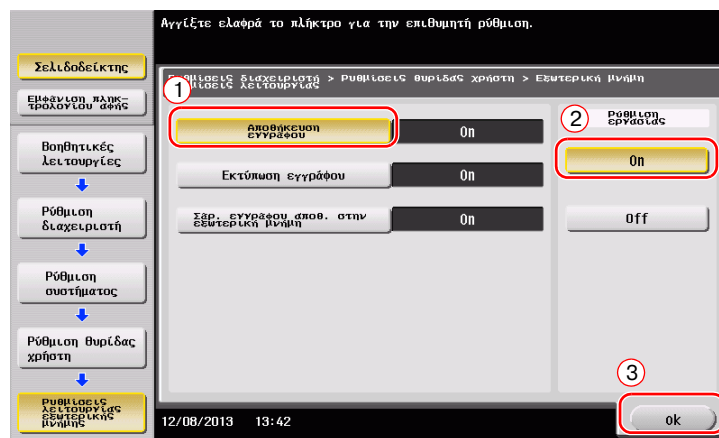 Αγγίξτε ελαφρά το πλήκτρο για την επιθυμητή ρύθμιση.
Σελιδοδείκτης
Εμφάνιση πληκ-
τρολογίου αφής
Βοηθητικές
λειτουργίες
Ρύθμιση
διαχειριστή
Ρύθμιση
συστήματος
Ρύθμιση θυρίδας
χρήστη
Ρυθμίσεις
λειτουργίας
εξωτερικής
μνήμης
διαχειριστή > Ρυθμίσεις θυρίδας χρήστη > Εξωτερική μνήμη
λειτουργίας
1
Αποθήκευση
εγγράφου
On
Εκτύπωση εγγράφου
On
Σάρ. εγγράφου αποθ. στην
εξωτερική μνήμη
On
2
Ρύθμιση
εργασίας
On
Off
3
ok
12/08/2013 13:42